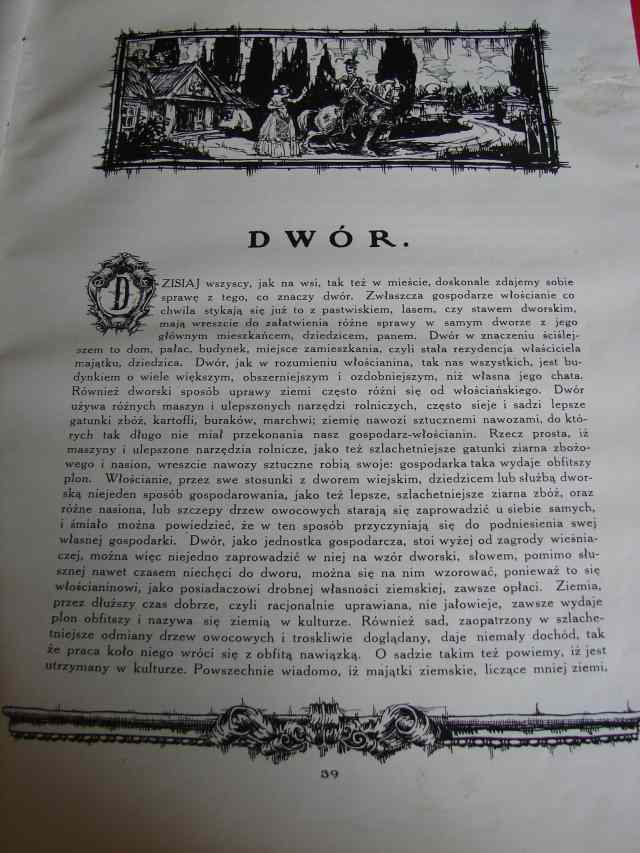 DWÓR.
DZISIAJ wszyscy, jak na wsi, tak też w mieście, doskonale zdajemy sobie
sprawę z tego, co znaczy dwór. Zwłaszcza gospodarze włościanie co
chwila stykają się już to z pastwiskiem, lasem, czy stawem dworskim,
mają wreszcie do załatwienia różne sprawy w samym dworze z jego
głównym mieszkańcem, dziedzicem, panem. Dwór w znaczeniu ściślej-
szem to dom, pałac, budynek, miejsce zamieszkania, czyli stała rezydencja właściciela
majątku, dziedzica. Dwór, jak w rozumieniu włościanina, tak nas wszystkich, jest bu-
dynkiem o wiele większym, obszerniejszym i ozdobniejszym, niż własna jego chata.
Również dworski sposób uprawy ziemi często różni się od włościańskiego. Dwór
używa różnych maszyn i ulepszonych narzędzi rolniczych, często sieje i sadzi lepsze
gatunki zbóż, kartofli, buraków, marchwi; ziemię nawozi sztucznemi nawozami, do któ-
rych tak długo nie miał przekonania nasz gospodarz-włościanin. Rzecz prosta, iż
maszyny i ulepszone narzędzia rolnicze, jako też szlachetniejsze gatunki ziarna zbożo-
wego i nasion, wreszcie nawozy sztuczne robią swoje: gospodarka taka wydaje obfitszy
plon. Włościanie, przez swe stosunki z dworem wiejskim, dziedzicem lub służbą dwor-
ską niejeden sposób gospodarowania, jako też lepsze, szlachetniejsze ziarna zbóż, oraz
różne nasiona, lub szczepy drzew owocowych starają się zaprowadzić u siebie samych,
i śmiało można powiedzieć, że w ten sposób przyczyniają się do podniesienia swej
własnej gospodarki. Dwór, jako jednostka gospodarcza, stoi wyżej od zagrody wieśnia-
czej, można więc niejedno zaprowadzić w niej na wzór dworski, słowem, pomimo słu-
sznej nawet czasem niechęci do dworu, można się na nim wzorować, ponieważ to się
włościaninowi, jako posiadaczowi drobnej własności ziemskiej, zawsze opłaci. Ziemia,
przez dłuższy czas dobrze, czyli racjonalnie uprawiana, nie jałowieje, zawsze wydaje
plon obfitszy i nazywa się ziemią w kulturze. Również sad, zaopatrzony w szlache-
tniejsze odmiany drzew owocowych i troskliwie doglądany, daje niemały dochód, tak
że praca koło niego wróci się z obfitą nawiązką. O sadzie takim też powiemy, iż jest
utrzymany w kulturze. Powszechnie wiadomo, iż majątki ziemskie, liczące mniej ziemi,
39